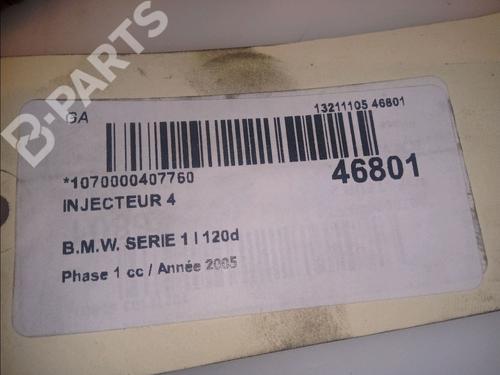 B-PARTS
GA
13211105 46801
*1070000407760
46801
INJECTEUR 4
B.M.W. SERIE 1 I 120d
Phase 1 cc / Année 2005